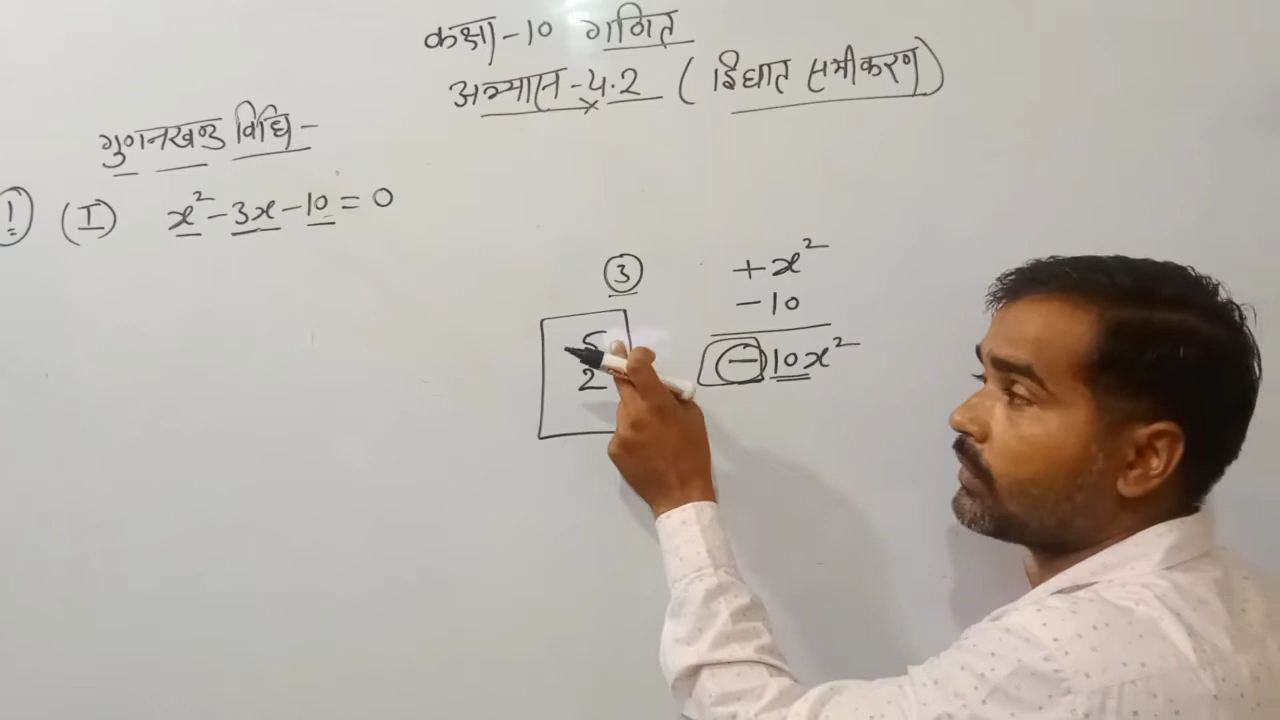 कक्षा-10 गणित
अभ्यास-4.2 (द्विघात समीकरण)
गुणनखण्ड विधि-
① (I) x² - 3x - 10 = 0
③
5
2
+x²
-10
-10x²